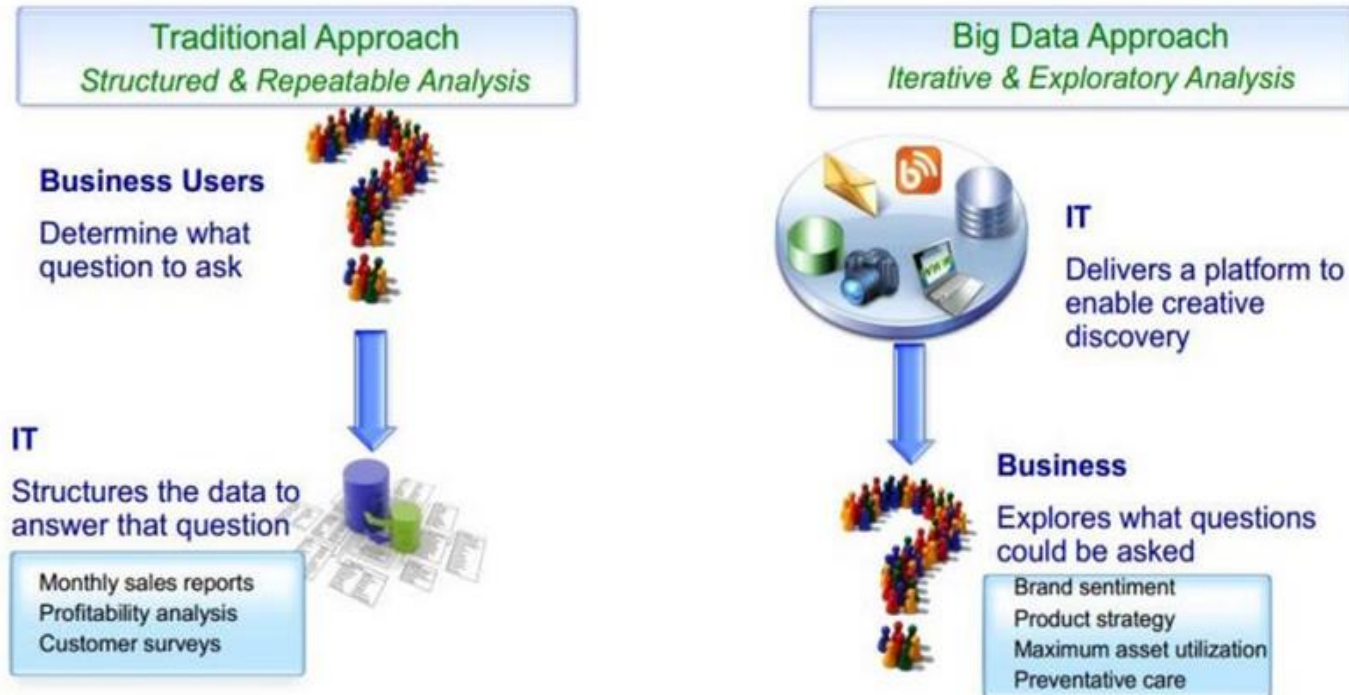 Traditional Approach
Structured & Repeatable Analysis
Business Users
Determine what
question to ask
IT
Structures the data to
answer that question
Monthly sales reports
Profitability analysis
Customer surveys
Big Data Approach
Iterative & Exploratory Analysis
IT
Delivers a platform to
enable creative
discovery
Business
Explores what questions
could be asked
Brand sentiment
Product strategy
Maximum asset utilization
Preventative care